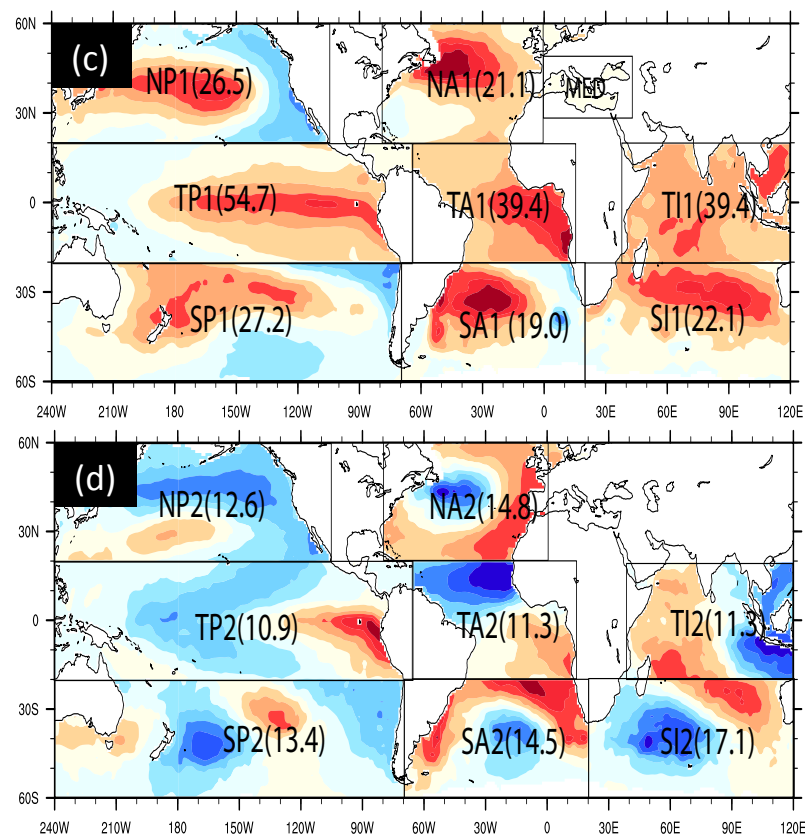 (c)
60N
30N
0
30S
60S
NP1(26.5)
NA1(21.1)
MED
TP1(54.7)
TA1(39.4)
TI1(39.4)
SP1(27.2)
SA1 (19.0)
SI1(22.1)
240W 210W 180 150W 120W 90W 60W 30W 0 30E 60E 90E 120E
(d)
60N
30N
0
30S
60S
NP2(12.6)
NA2(14.8)
TP2(10.9)
TA2(11.3)
TI2(11.3)
SP2(13.4)
SA2(14.5)
SI2(17.1)
240W 210W 180 150W 120W 90W 60W 30W 0 30E 60E 90E 120E